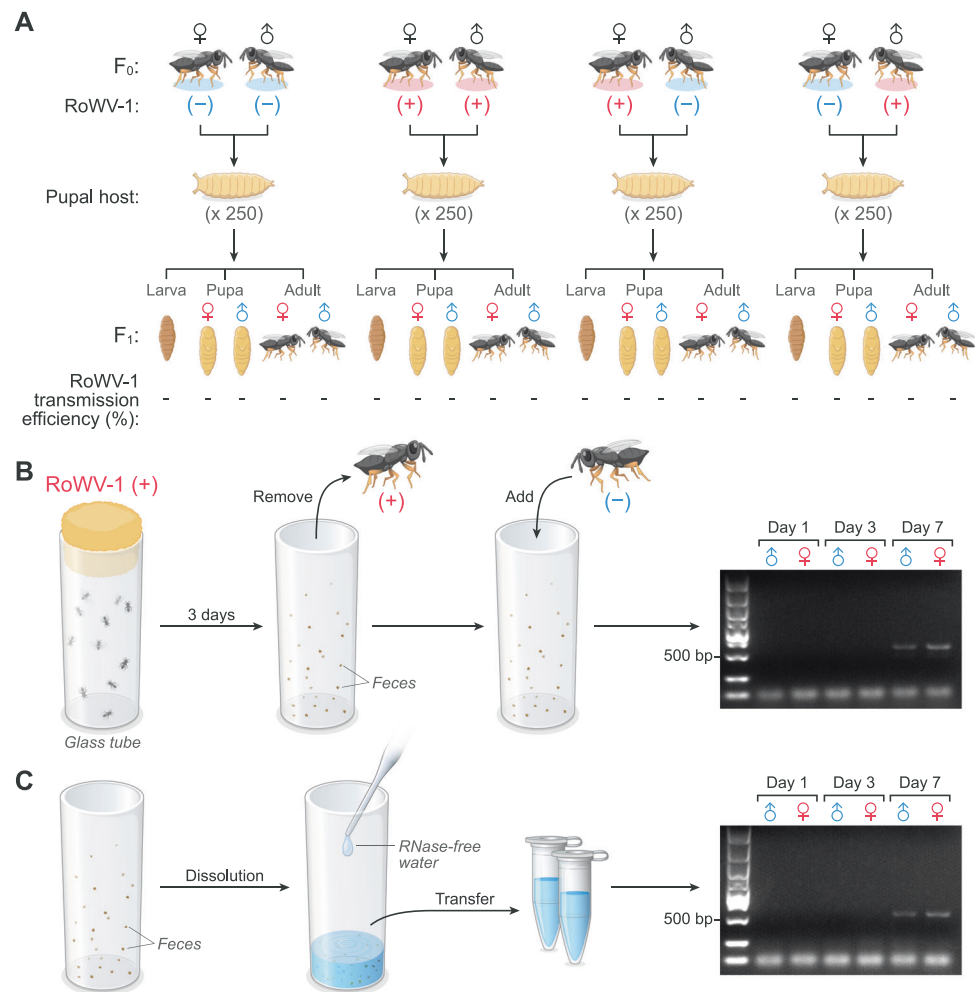 A
♀ ♂ ♀ ♂ ♀ ♂ ♀ ♂
F₀:
RoWV-1: (−) (−) (+) (+) (+) (−) (−) (+)
Pupal host:
(x 250) (x 250) (x 250) (x 250)
Larva Pupa Adult Larva Pupa Adult Larva Pupa Adult Larva Pupa Adult
♀ ♂ ♀ ♂ ♀ ♂ ♀ ♂ ♀ ♂ ♀ ♂ ♀ ♂ ♀ ♂
F₁:
RoWV-1
transmission
efficiency (%):
- - - - - - - - - - - - - - - - - - - -
B
RoWV-1 (+)
Remove
(+)
Add
(−)
3 days
Feces
Glass tube
Day 1 Day 3 Day 7
♂ ♀ ♂ ♀ ♂ ♀
500 bp
C
Feces
Dissolution
RNase-free
water
Transfer
Day 1 Day 3 Day 7
♂ ♀ ♂ ♀ ♂ ♀
500 bp